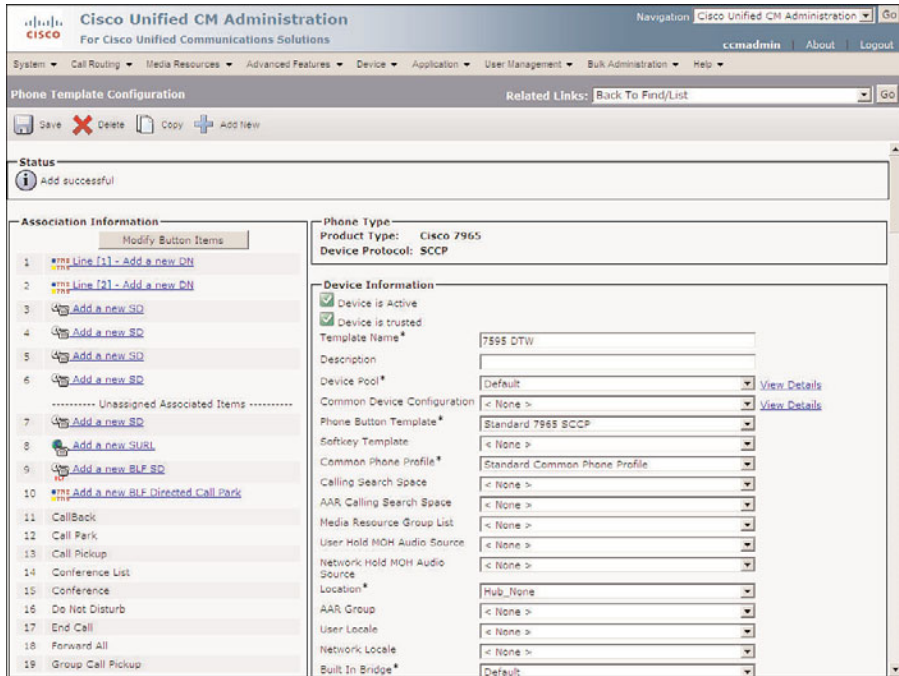 cisco
Cisco Unified CM Administration
For Cisco Unified Communications Solutions
Navigation Cisco Unified CM Administration Go
ccmadmin About Logout
System Call Routing Media Resources Advanced Features Device Application User Management Bulk Administration Help
Phone Template Configuration
Related Links: Back To Find/List Go
Save Delete Copy Add New
Status
Add successful
Association Information
Modify Button Items
1 Line [1] - Add a new DN
2 Line [2] - Add a new DN
3 Add a new SD
4 Add a new SD
5 Add a new SD
6 Add a new SD
---------- Unassigned Associated Items ----------
7 Add a new SD
8 Add a new SURL
9 Add a new BLF SD
10 Add a new BLF Directed Call Park
11 CallBack
12 Call Park
13 Call Pickup
14 Conference List
15 Conference
16 Do Not Disturb
17 End Call
18 Forward All
19 Group Call Pickup
Phone Type
Product Type: Cisco 7965
Device Protocol: SCCP
Device Information
Device is Active
Device is trusted
Template Name* 7595 DTW
Description
Device Pool* Default View Details
Common Device Configuration < None > View Details
Phone Button Template* Standard 7965 SCCP
Softkey Template < None >
Common Phone Profile* Standard Common Phone Profile
Calling Search Space < None >
AAR Calling Search Space < None >
Media Resource Group List < None >
User Hold MOH Audio Source < None >
Network Hold MOH Audio Source < None >
Location* Hub_None
AAR Group < None >
User Locale < None >
Network Locale < None >
Built In Bridge* Default